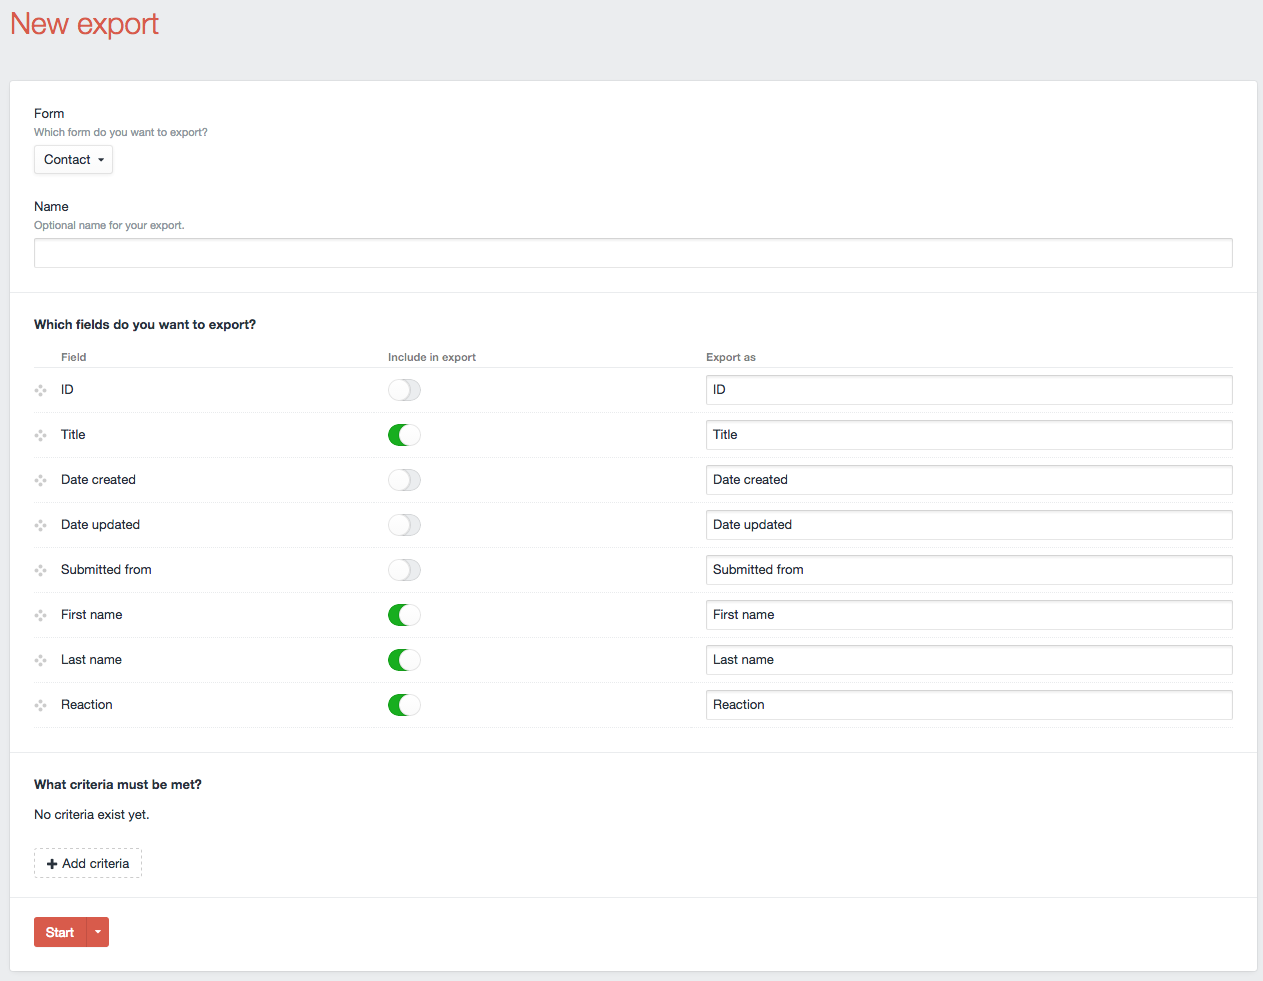 New export
Form
Which form do you want to export?
Contact
Name
Optional name for your export.
Which fields do you want to export?
Field Include in export Export as
ID ID
Title Title
Date created Date created
Date updated Date updated
Submitted from Submitted from
First name First name
Last name Last name
Reaction Reaction
What criteria must be met?
No criteria exist yet.
Add criteria
Start